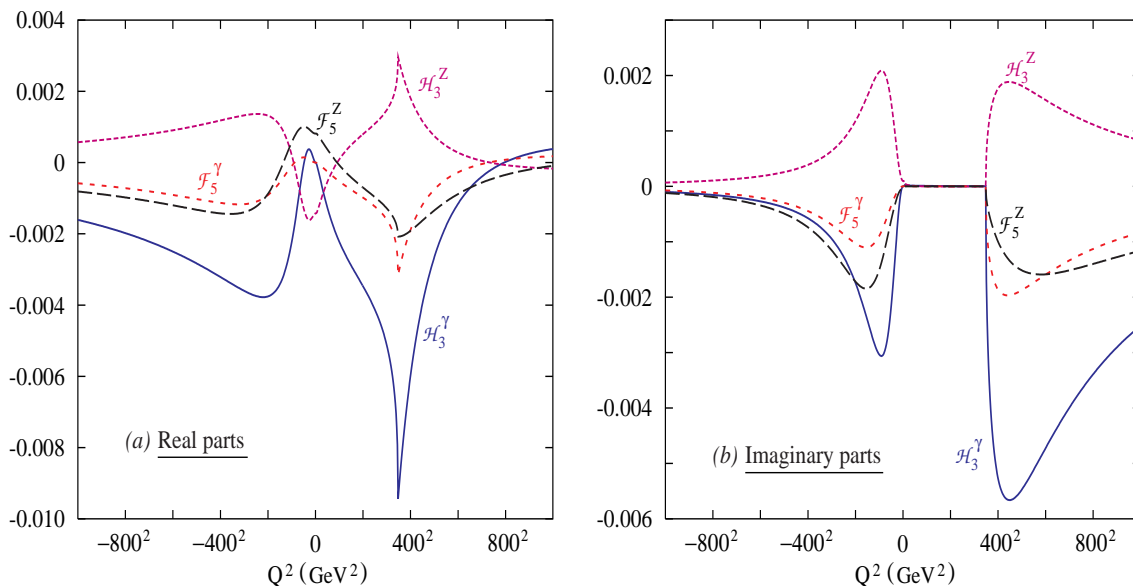 0.004
0.002
0
-0.002
-0.004
-0.006
-0.008
-0.010
ℋ₃ᶻ
ℱ₅ᶻ
ℱ₅ᵞ
ℋ₃ᵞ
(a) Real parts
−800² −400² 0 400² 800²
Q² (GeV²)
0.002
0
-0.002
-0.004
-0.006
ℋ₃ᶻ
ℱ₅ᵞ
ℱ₅ᶻ
ℋ₃ᵞ
(b) Imaginary parts
−800² −400² 0 400² 800²
Q² (GeV²)